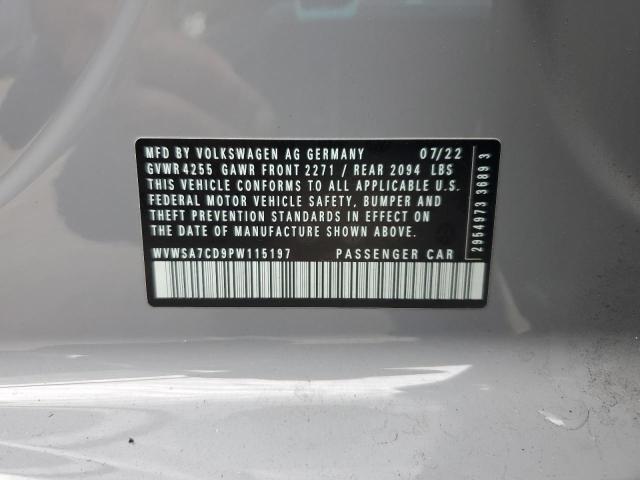 MFD BY VOLKSWAGEN AG GERMANY 07/22
GVWR 4255 GAWR FRONT 2271 / REAR 2094 LBS
THIS VEHICLE CONFORMS TO ALL APPLICABLE U.S.
FEDERAL MOTOR VEHICLE SAFETY, BUMPER AND
THEFT PREVENTION STANDARDS IN EFFECT ON
THE DATE OF MANUFACTURE SHOWN ABOVE.
WVWSA7CD9PW115197 PASSENGER CAR
2954973 3689 3